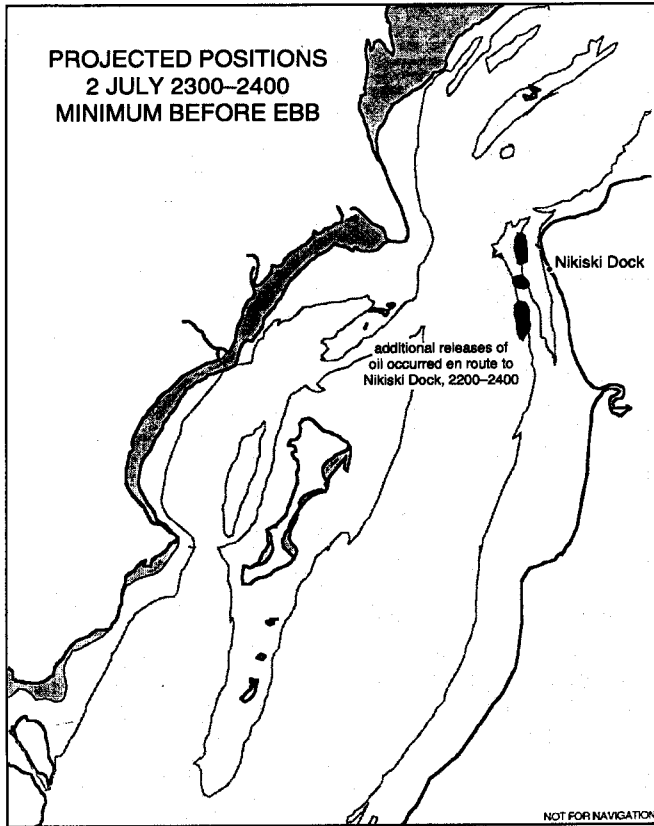 PROJECTED POSITIONS
2 JULY 2300–2400
MINIMUM BEFORE EBB
Nikiski Dock
additional releases of
oil occurred en route to
Nikiski Dock, 2200–2400
NOT FOR NAVIGATION